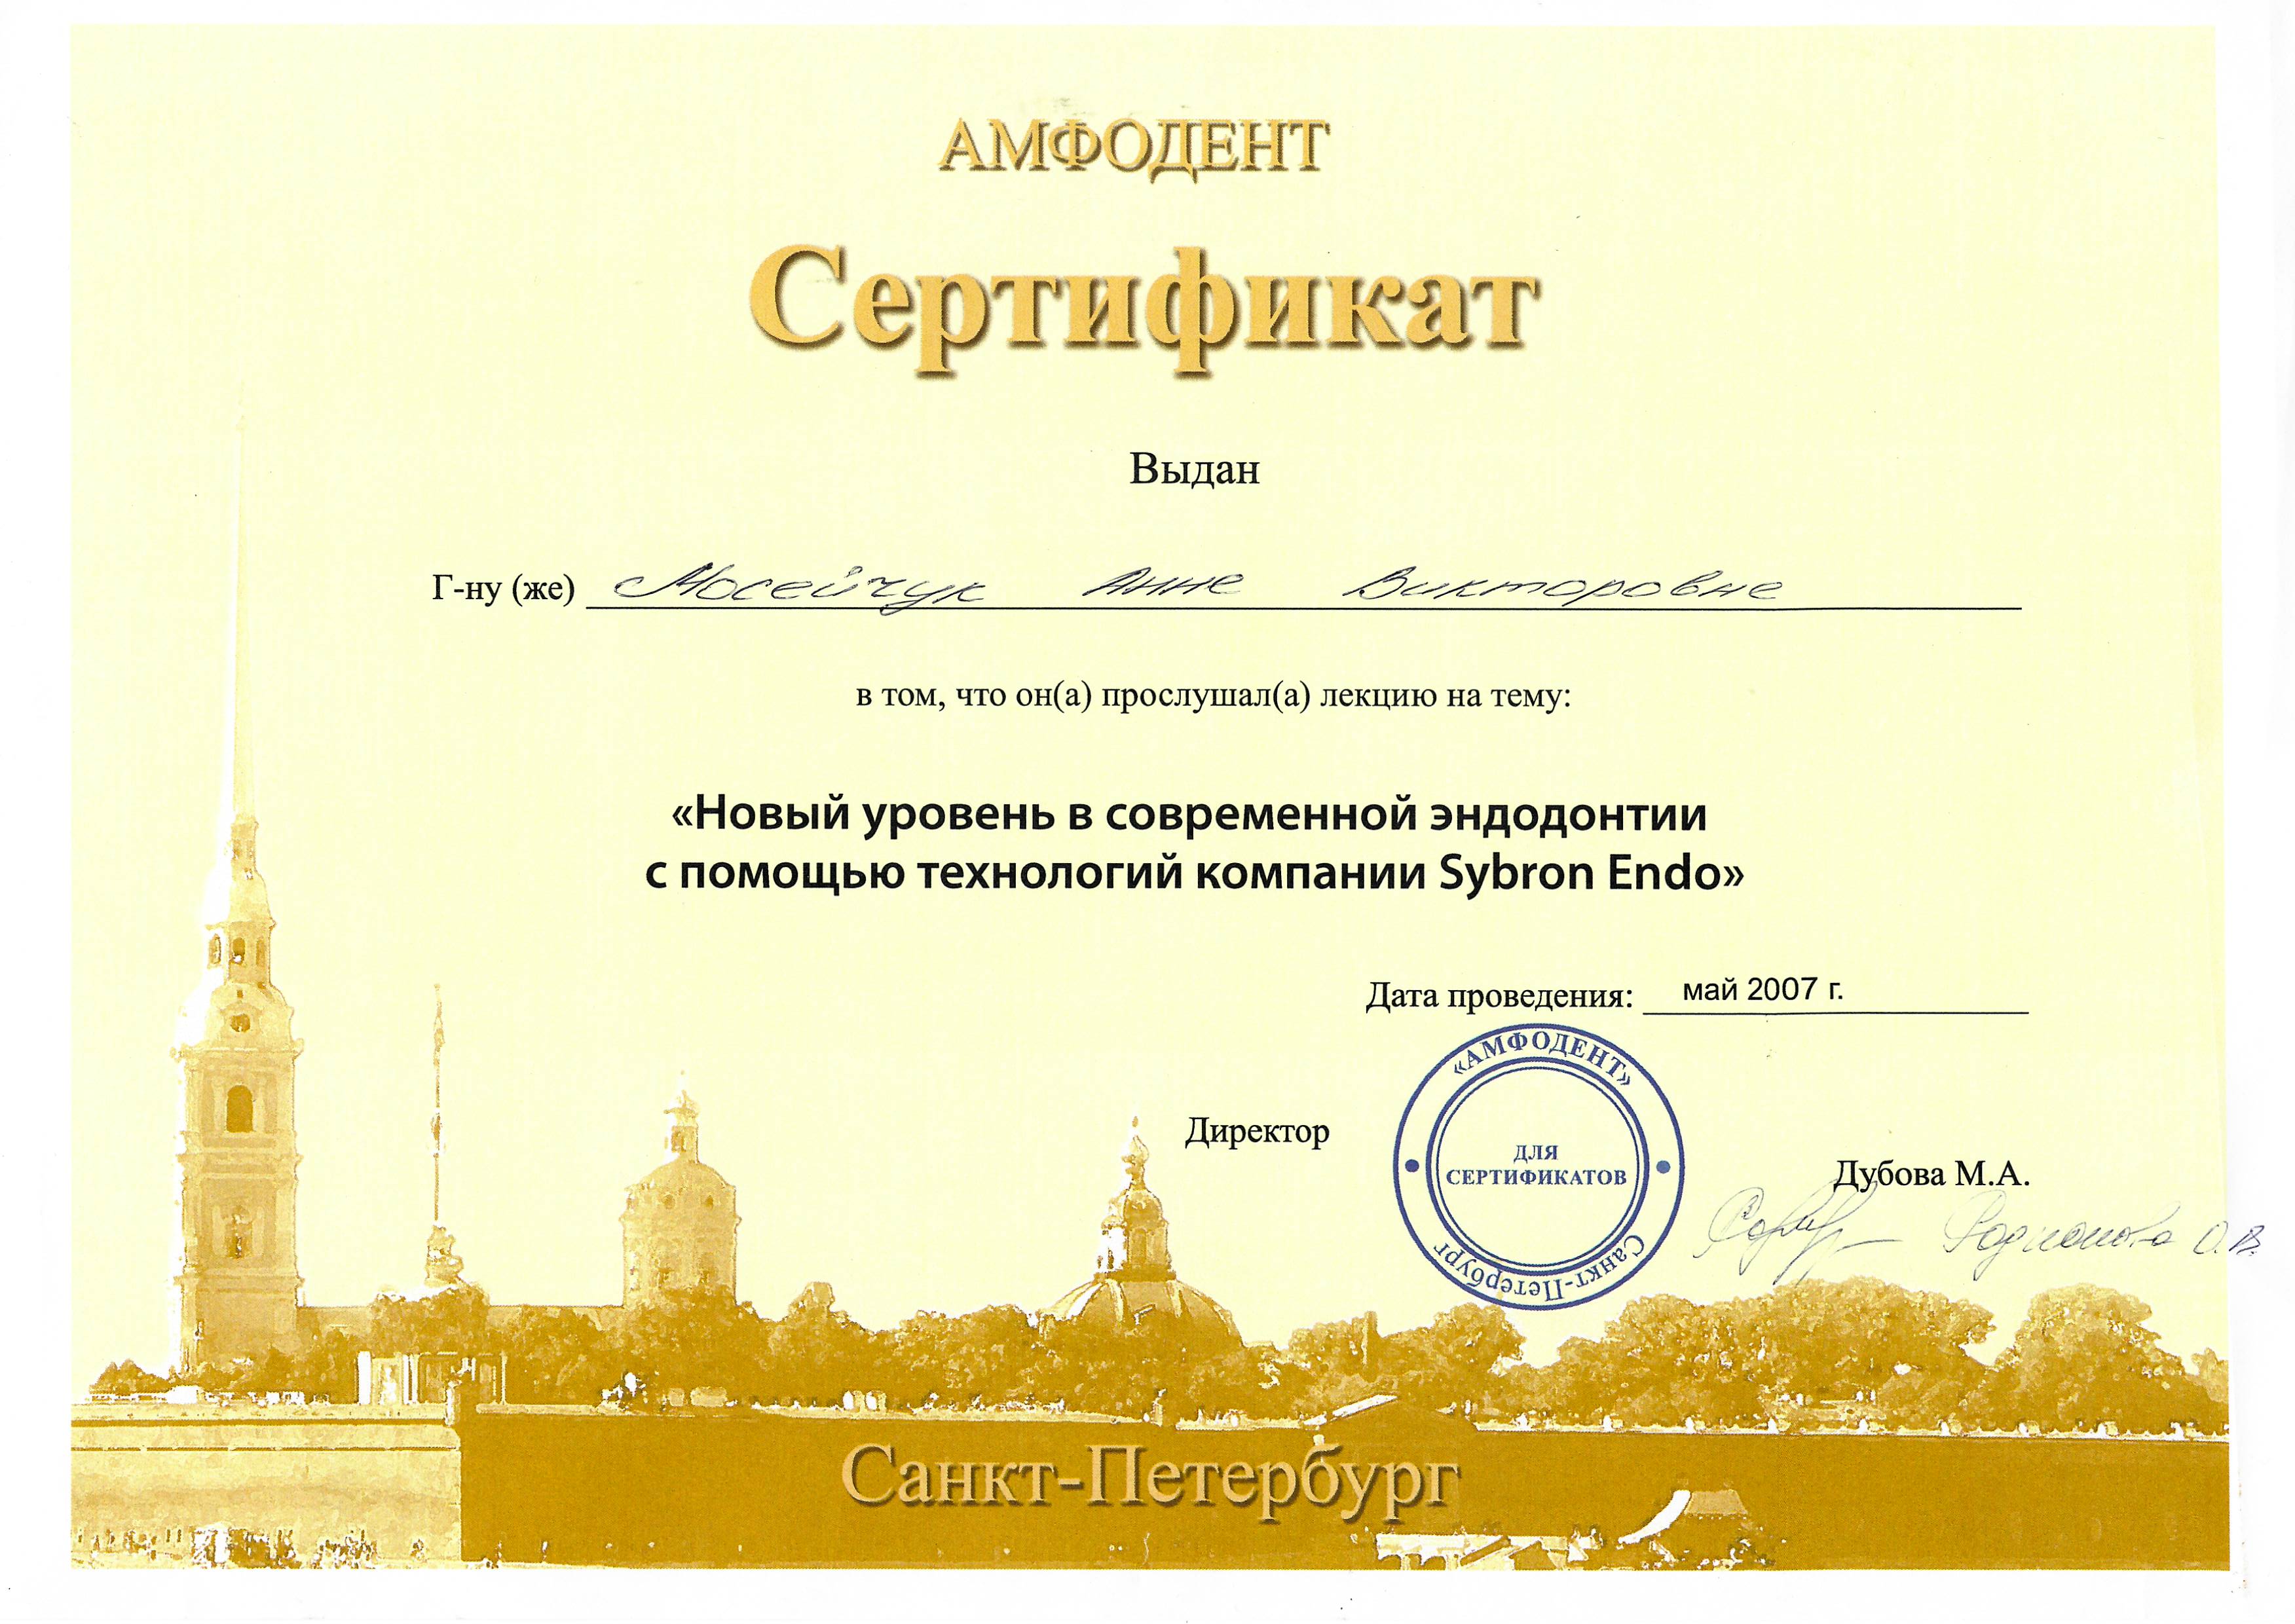 АМФОДЕНТ
Сертификат
Выдан
Г-ну (же) Мосейчук Анне Викторовне
в том, что он(а) прослушал(а) лекцию на тему:
«Новый уровень в современной эндодонтии
с помощью технологий компании Sybron Endo»
Дата проведения: май 2007 г.
«АМФОДЕНТ»
Директор
ДЛЯ
СЕРТИФИКАТОВ
Дубова М.А.
Родионова О.В.
Санкт-Петербург
Санкт-Петербург